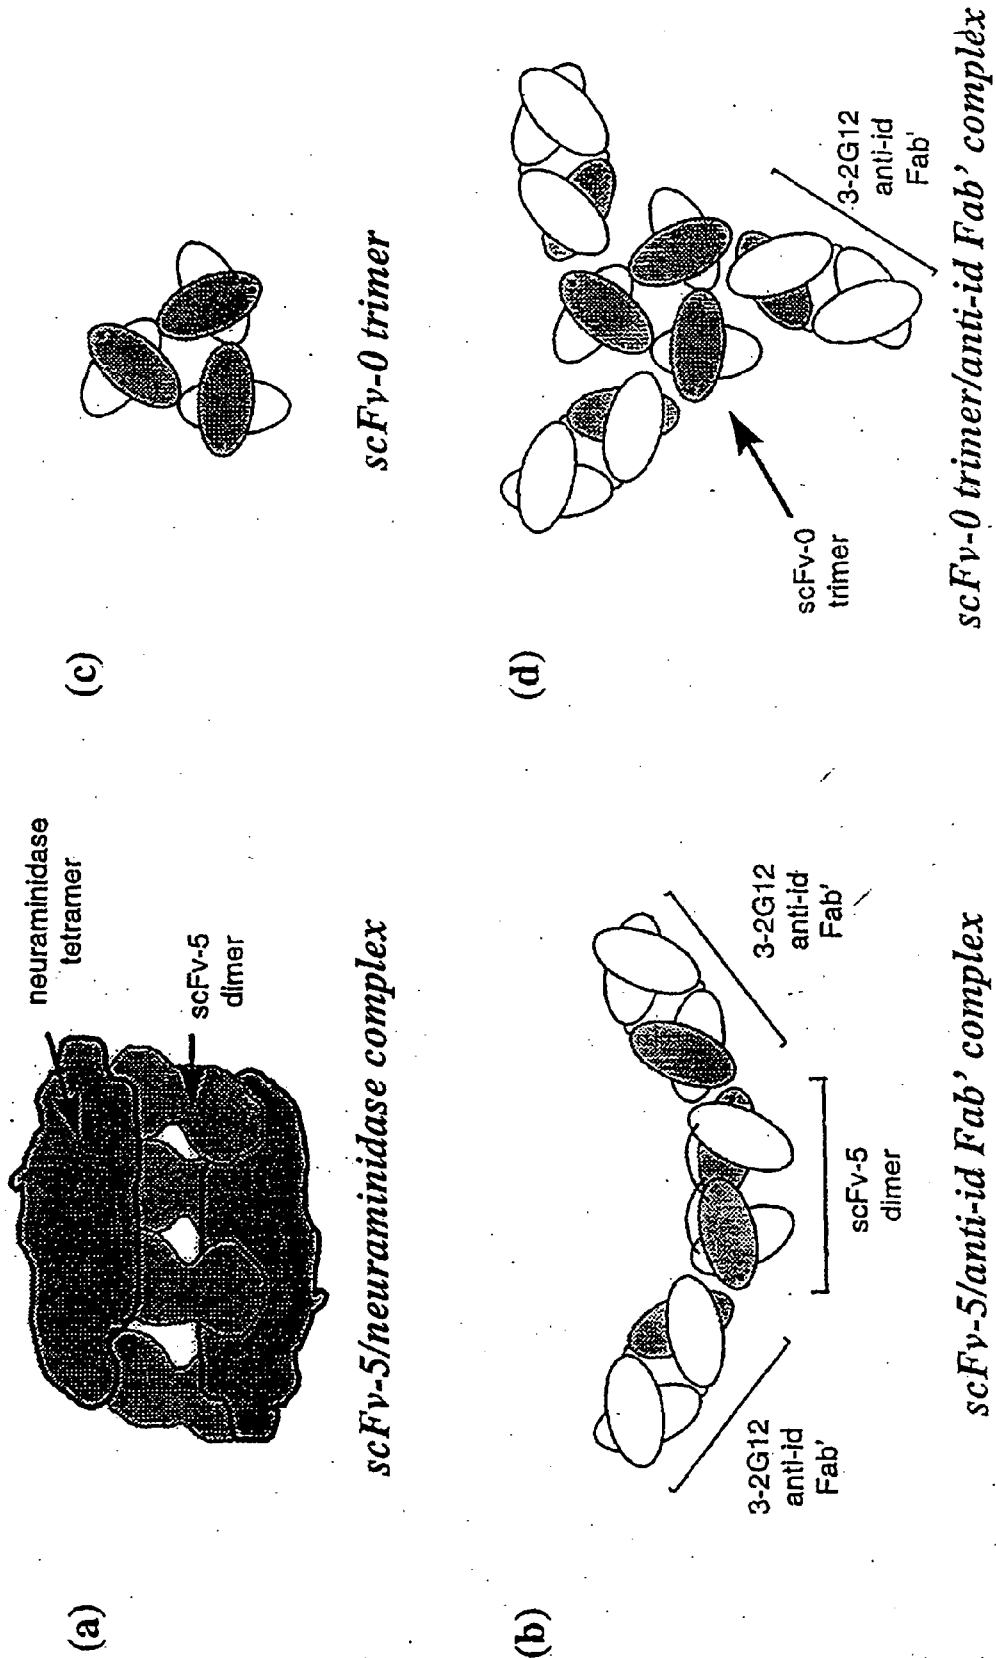 (a)
neuraminidase
tetramer
scFv-5
dimer
scFv-5/neuraminidase complex
(b)
3-2G12
anti-id
Fab'
scFv-5
dimer
3-2G12
anti-id
Fab'
scFv-5/anti-id Fab' complex
(c)
scFv-0 trimer
(d)
scFv-0
trimer
3-2G12
anti-id
Fab'
scFv-0 trimer/anti-id Fab' complex